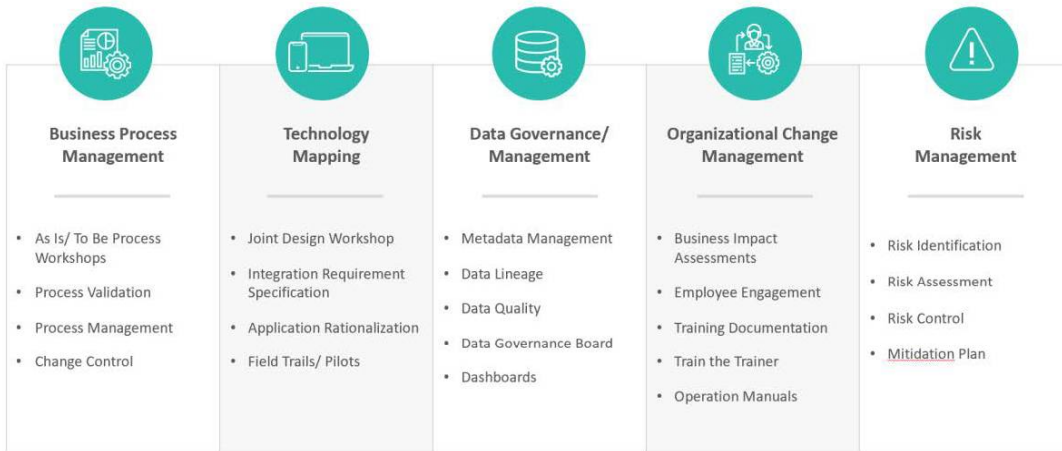 Business Process
Management
• As Is/ To Be Process
Workshops
• Process Validation
• Process Management
• Change Control
Technology
Mapping
• Joint Design Workshop
• Integration Requirement
Specification
• Application Rationalization
• Field Trails/ Pilots
Data Governance/
Management
• Metadata Management
• Data Lineage
• Data Quality
• Data Governance Board
• Dashboards
Organizational Change
Management
• Business Impact
Assessments
• Employee Engagement
• Training Documentation
• Train the Trainer
• Operation Manuals
Risk
Management
• Risk Identification
• Risk Assessment
• Risk Control
• Mitidation Plan